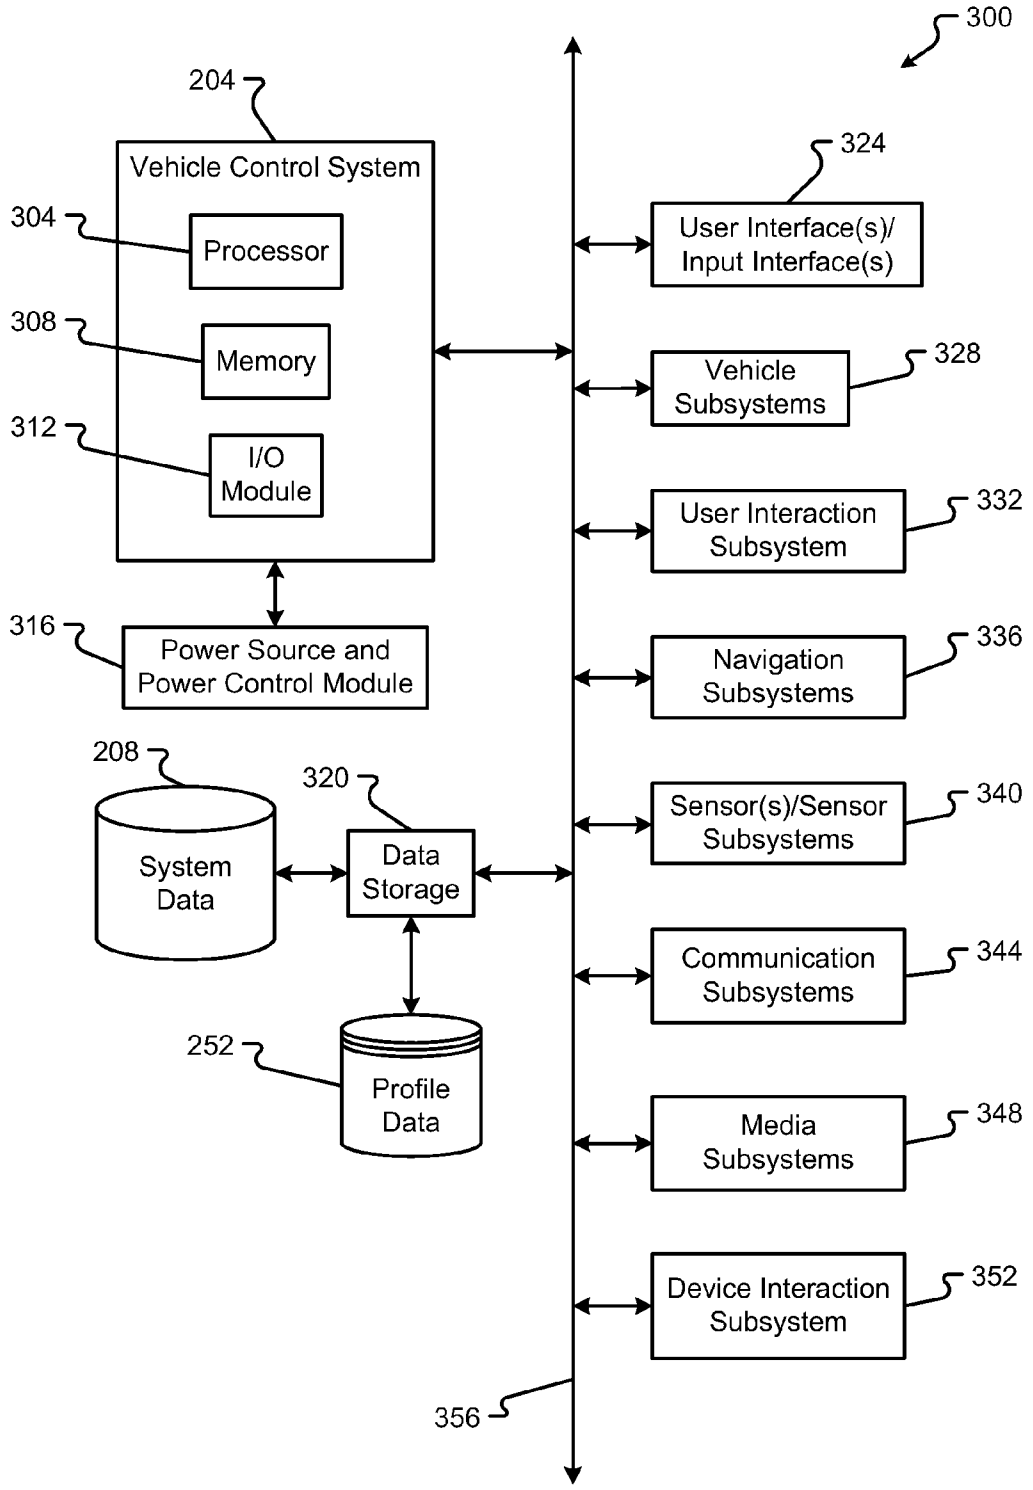 300
204
Vehicle Control System
304
Processor
308
Memory
312
I/O
Module
316
Power Source and
Power Control Module
208
System
Data
320
Data
Storage
252
Profile
Data
324
User Interface(s)/
Input Interface(s)
328
Vehicle
Subsystems
332
User Interaction
Subsystem
336
Navigation
Subsystems
340
Sensor(s)/Sensor
Subsystems
344
Communication
Subsystems
348
Media
Subsystems
352
Device Interaction
Subsystem
356